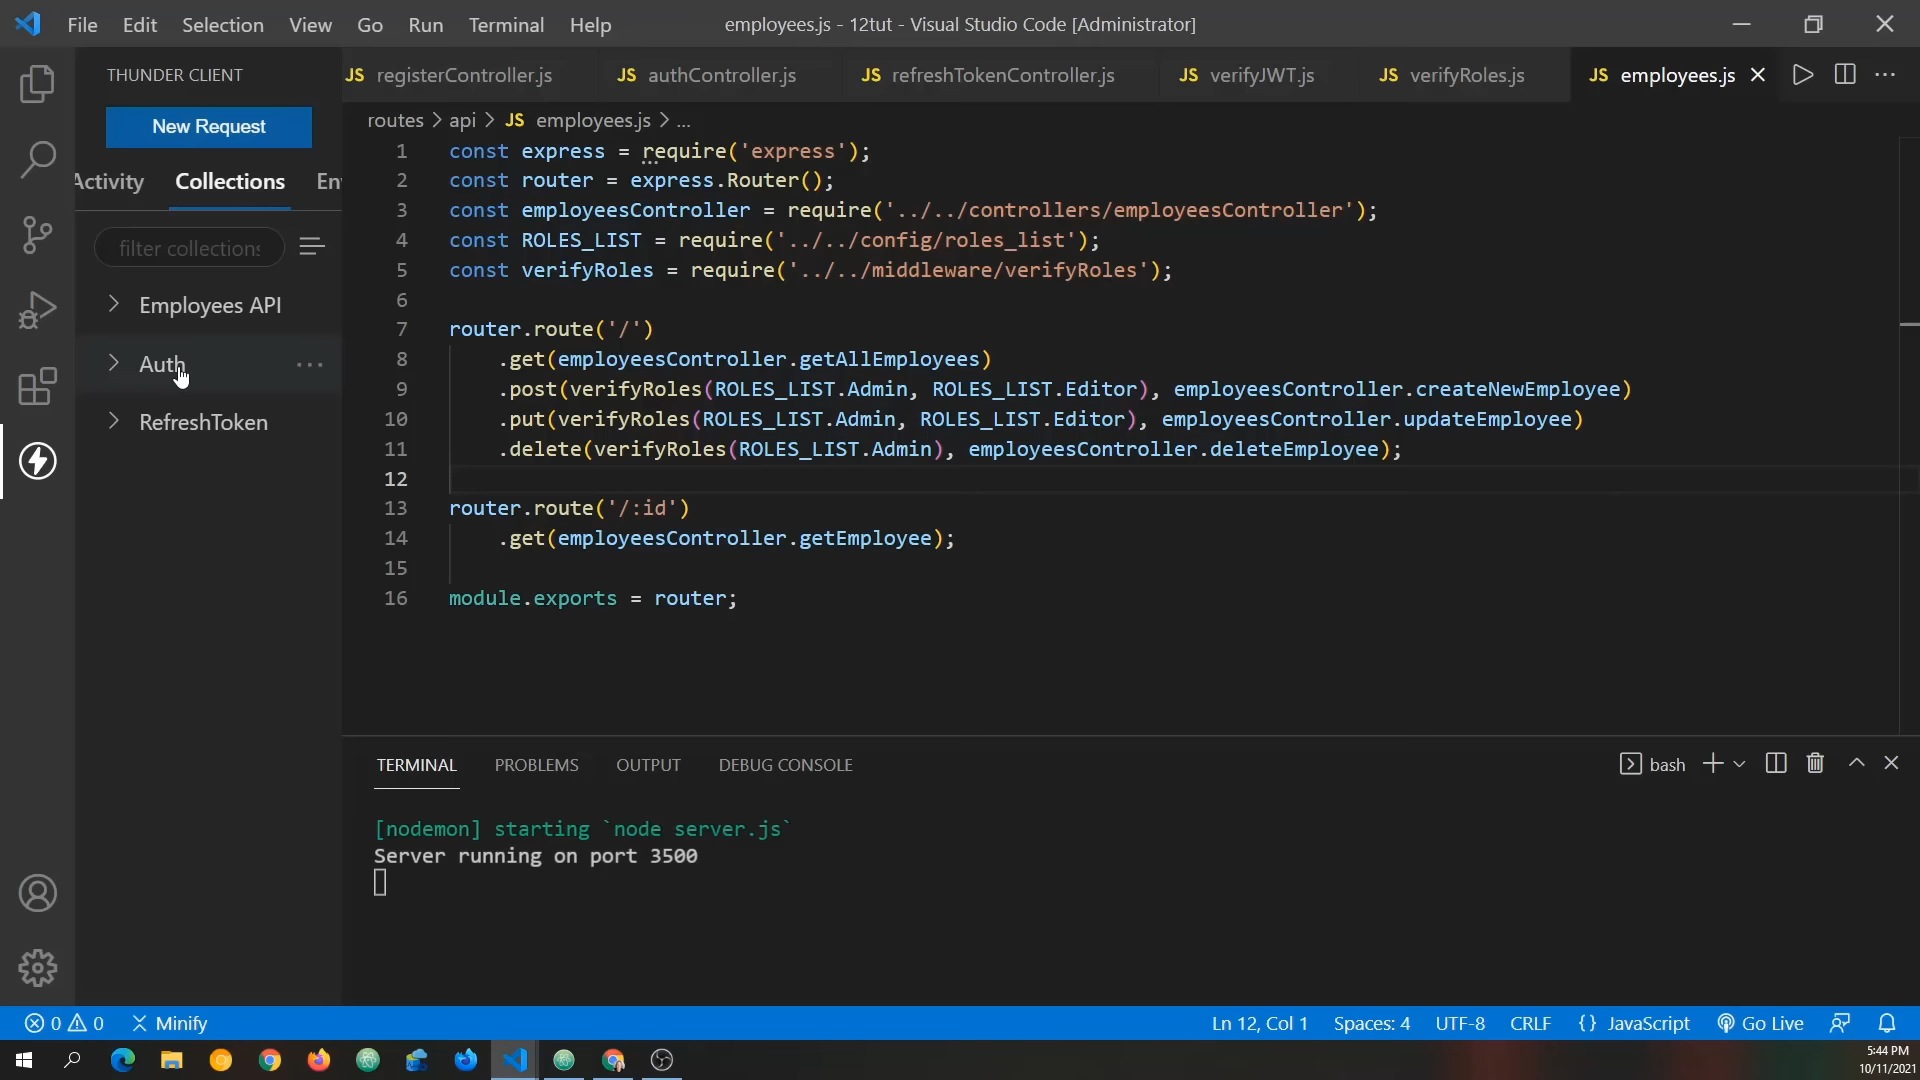 File Edit Selection View Go Run Terminal Help
employees.js - 12tut - Visual Studio Code [Administrator]
THUNDER CLIENT
New Request
Activity Collections En
filter collections
Employees API
Auth
RefreshToken
JS registerController.js JS authController.js JS refreshTokenController.js JS verifyJWT.js JS verifyRoles.js JS employees.js
routes > api > JS employees.js > ...
1 const express = require('express');
2 const router = express.Router();
3 const employeesController = require('../../controllers/employeesController');
4 const ROLES_LIST = require('../../config/roles_list');
5 const verifyRoles = require('../../middleware/verifyRoles');
6
7 router.route('/')
8 .get(employeesController.getAllEmployees)
9 .post(verifyRoles(ROLES_LIST.Admin, ROLES_LIST.Editor), employeesController.createNewEmployee)
10 .put(verifyRoles(ROLES_LIST.Admin, ROLES_LIST.Editor), employeesController.updateEmployee)
11 .delete(verifyRoles(ROLES_LIST.Admin), employeesController.deleteEmployee);
12
13 router.route('/:id')
14 .get(employeesController.getEmployee);
15
16 module.exports = router;
TERMINAL PROBLEMS OUTPUT DEBUG CONSOLE
bash
[nodemon] starting `node server.js`
Server running on port 3500
0 0 Minify
Ln 12, Col 1 Spaces: 4 UTF-8 CRLF {} JavaScript Go Live
5:44 PM
10/11/2021